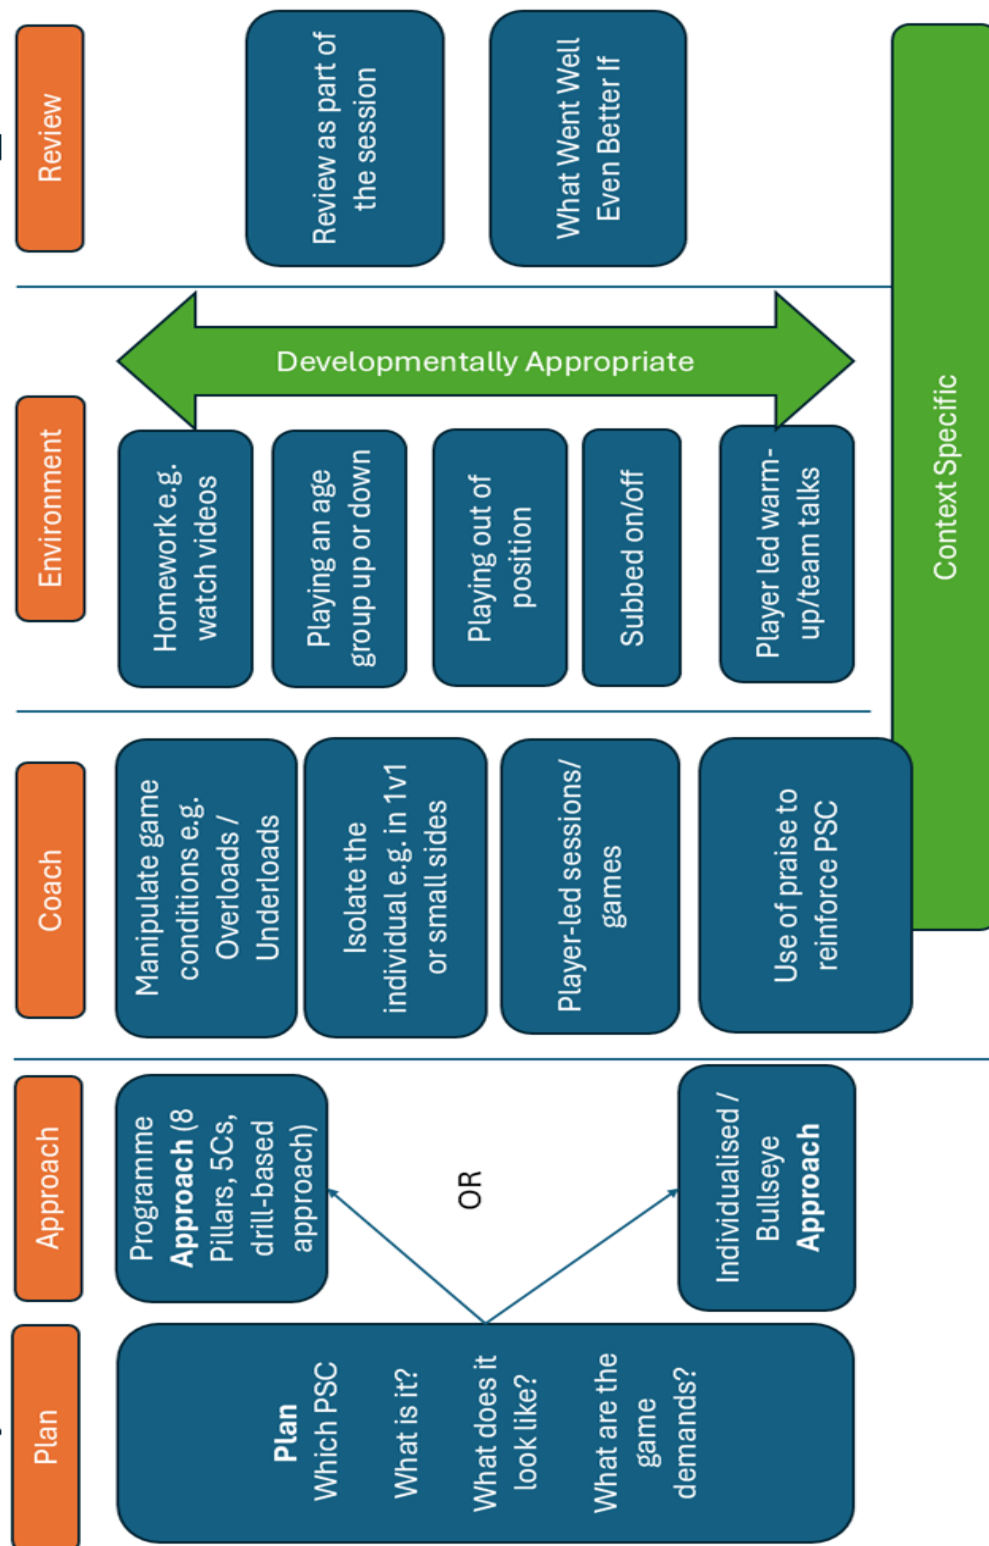 Plan
Approach
Coach
Environment
Review
Plan
Which PSC
What is it?
What does it
look like?
What are the
game
demands?
Programme
Approach (8
Pillars, 5Cs,
drill-based
approach)
OR
Individualised /
Bullseye
Approach
Manipulate game
conditions e.g.
Overloads /
Underloads
Isolate the
individual e.g. in 1v1
or small sides
Player-led sessions/
games
Use of praise to
reinforce PSC
Homework e.g.
watch videos
Playing an age
group up or down
Playing out of
position
Subbed on/off
Player led warm-
up/team talks
Developmentally Appropriate
Review as part of
the session
What Went Well
Even Better If
Context Specific